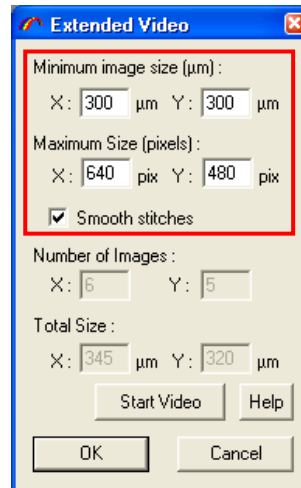 Extended Video
Minimum image size (µm) :
X : 300 µm Y : 300 µm
Maximum Size (pixels) :
X : 640 pix Y : 480 pix
Smooth stitches
Number of Images :
X : 6 Y : 5
Total Size :
X : 345 µm Y : 320 µm
Start Video Help
OK Cancel